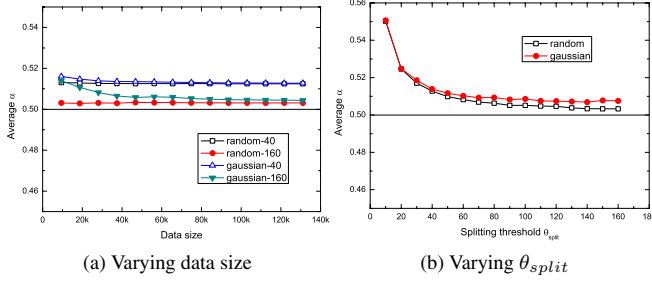 0.54
0.52
0.50
0.48
0.46
Average α
random-40
random-160
gaussian-40
gaussian-160
0 20k 40k 60k 80k 100k 120k 140k
Data size
(a) Varying data size
0.56
0.54
0.52
0.50
0.48
0.46
Average α
random
gaussian
0 20 40 60 80 100 120 140 160 180
Splitting threshold θsplit
(b) Varying θsplit